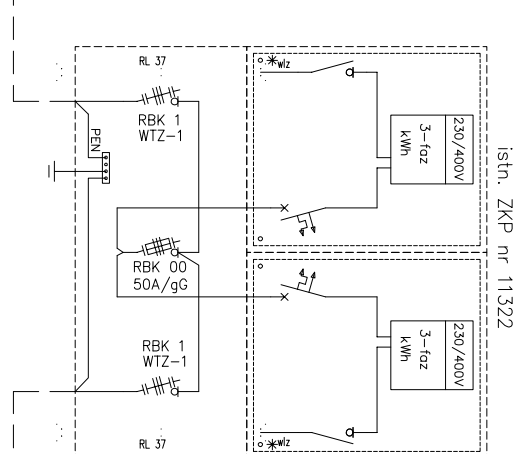 RL 37
RBK 1
WTZ-1
PEN
RBK 00
50A/gG
RBK 1
WTZ-1
RL 37
wlz
230/400V
3-faz
kWh
230/400V
3-faz
kWh
wlz
istn. ZKP nr 11322